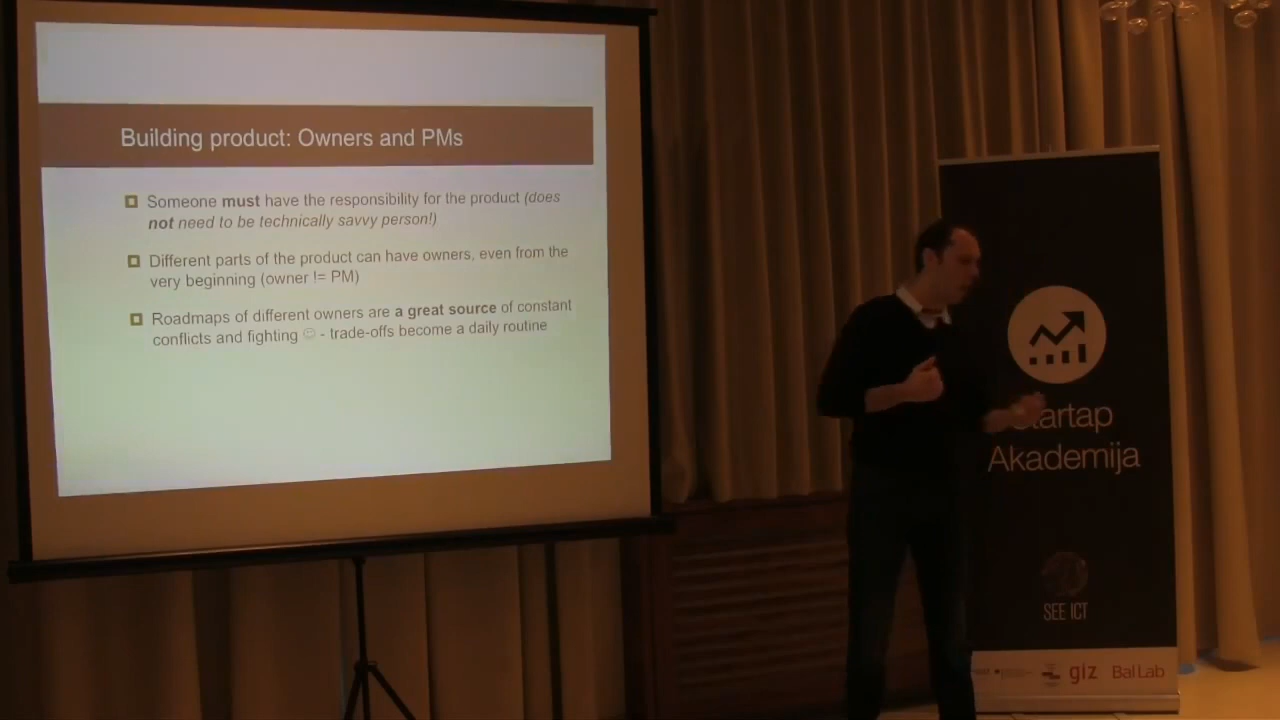 Building product: Owners and PMs
Someone must have the responsibility for the product (does
not need to be technically savvy person!)
Different parts of the product can have owners, even from the
very beginning (owner != PM)
Roadmaps of different owners are a great source of constant
conflicts and fighting - trade-offs become a daily routine
Startap
Akademija
SEE ICT
giz
Bal Lab